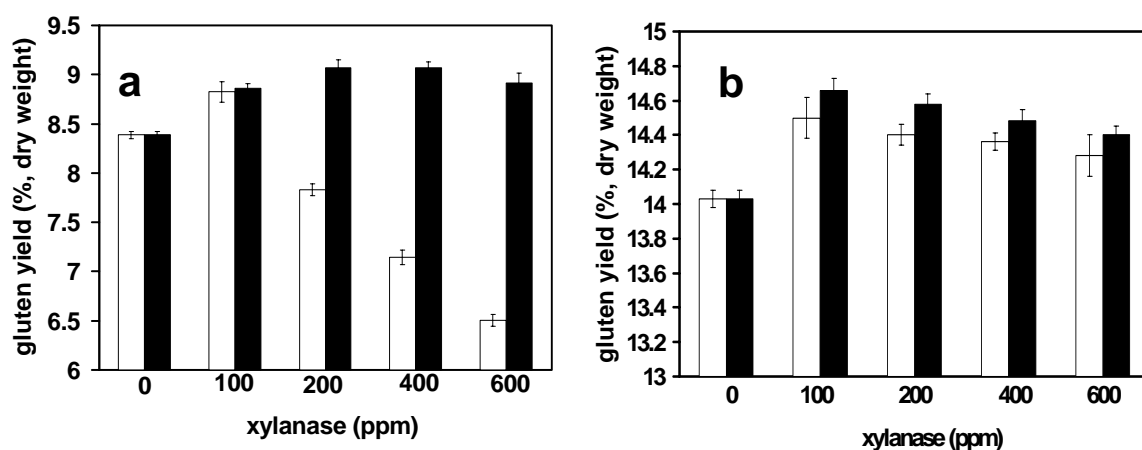 a
gluten yield (%, dry weight)
9.5
9
8.5
8
7.5
7
6.5
6
0 100 200 400 600
xylanase (ppm)
b
gluten yield (%, dry weight)
15
14.8
14.6
14.4
14.2
14
13.8
13.6
13.4
13.2
13
0 100 200 400 600
xylanase (ppm)